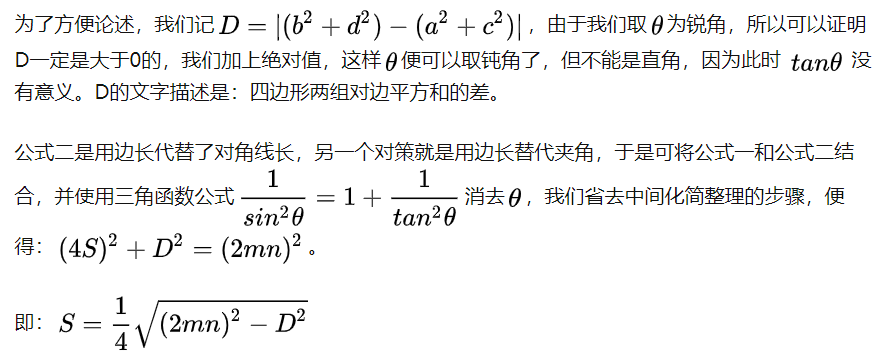 为了方便论述，我们记 $D = |(b^2 + d^2) - (a^2 + c^2)|$ ，由于我们取 $\theta$ 为锐角，所以可以证明
D一定是大于0的，我们加上绝对值，这样 $\theta$ 便可以取钝角了，但不能是直角，因为此时 $tan\theta$ 没
有意义。D的文字描述是：四边形两组对边平方和的差。
公式二是用边长代替了对角线长，另一个对策就是用边长替代夹角，于是可将公式一和公式二结
合，并使用三角函数公式 $\frac{1}{sin^2\theta} = 1 + \frac{1}{tan^2\theta}$ 消去 $\theta$ ，我们省去中间化简整理的步骤，便
得： $(4S)^2 + D^2 = (2mn)^2$ 。
即： $S = \frac{1}{4}\sqrt{(2mn)^2 - D^2}$